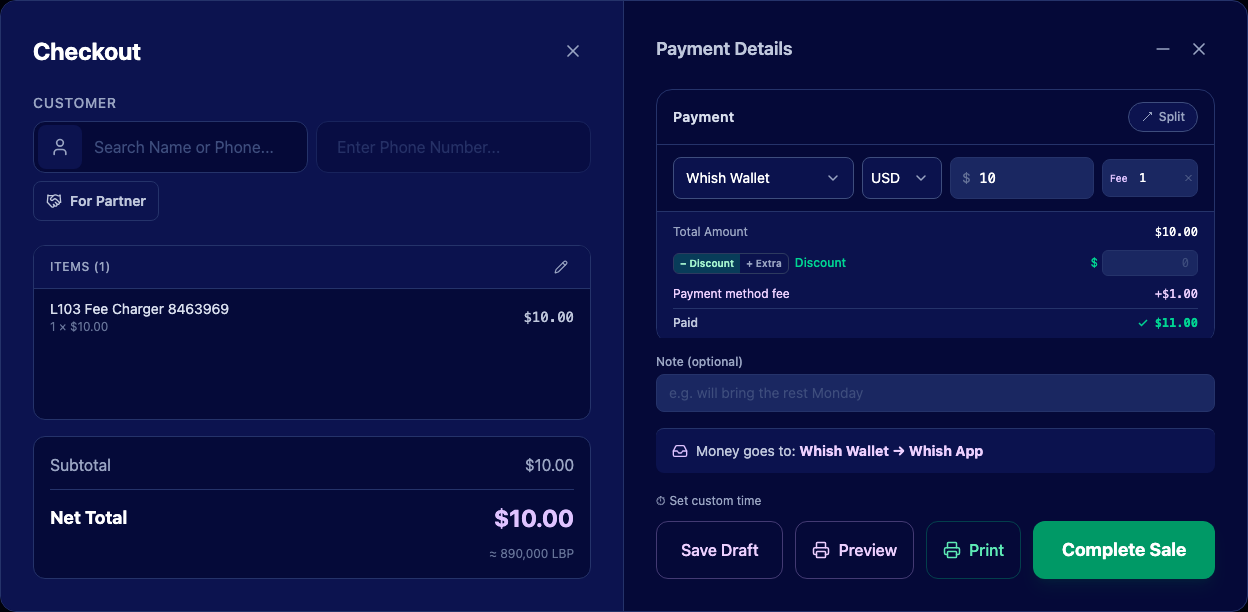 Checkout
CUSTOMER
Search Name or Phone...
Enter Phone Number...
For Partner
ITEMS (1)
L103 Fee Charger 8463969
1 × $10.00
$10.00
Subtotal
$10.00
Net Total
$10.00
≈ 890,000 LBP
Payment Details
Payment
Split
Whish Wallet
USD
$ 10
Fee 1 ×
Total Amount
$10.00
− Discount
+ Extra
Discount
$ 0
Payment method fee
+$1.00
Paid
✓ $11.00
Note (optional)
e.g. will bring the rest Monday
Money goes to: Whish Wallet → Whish App
⏱ Set custom time
Save Draft
Preview
Print
Complete Sale